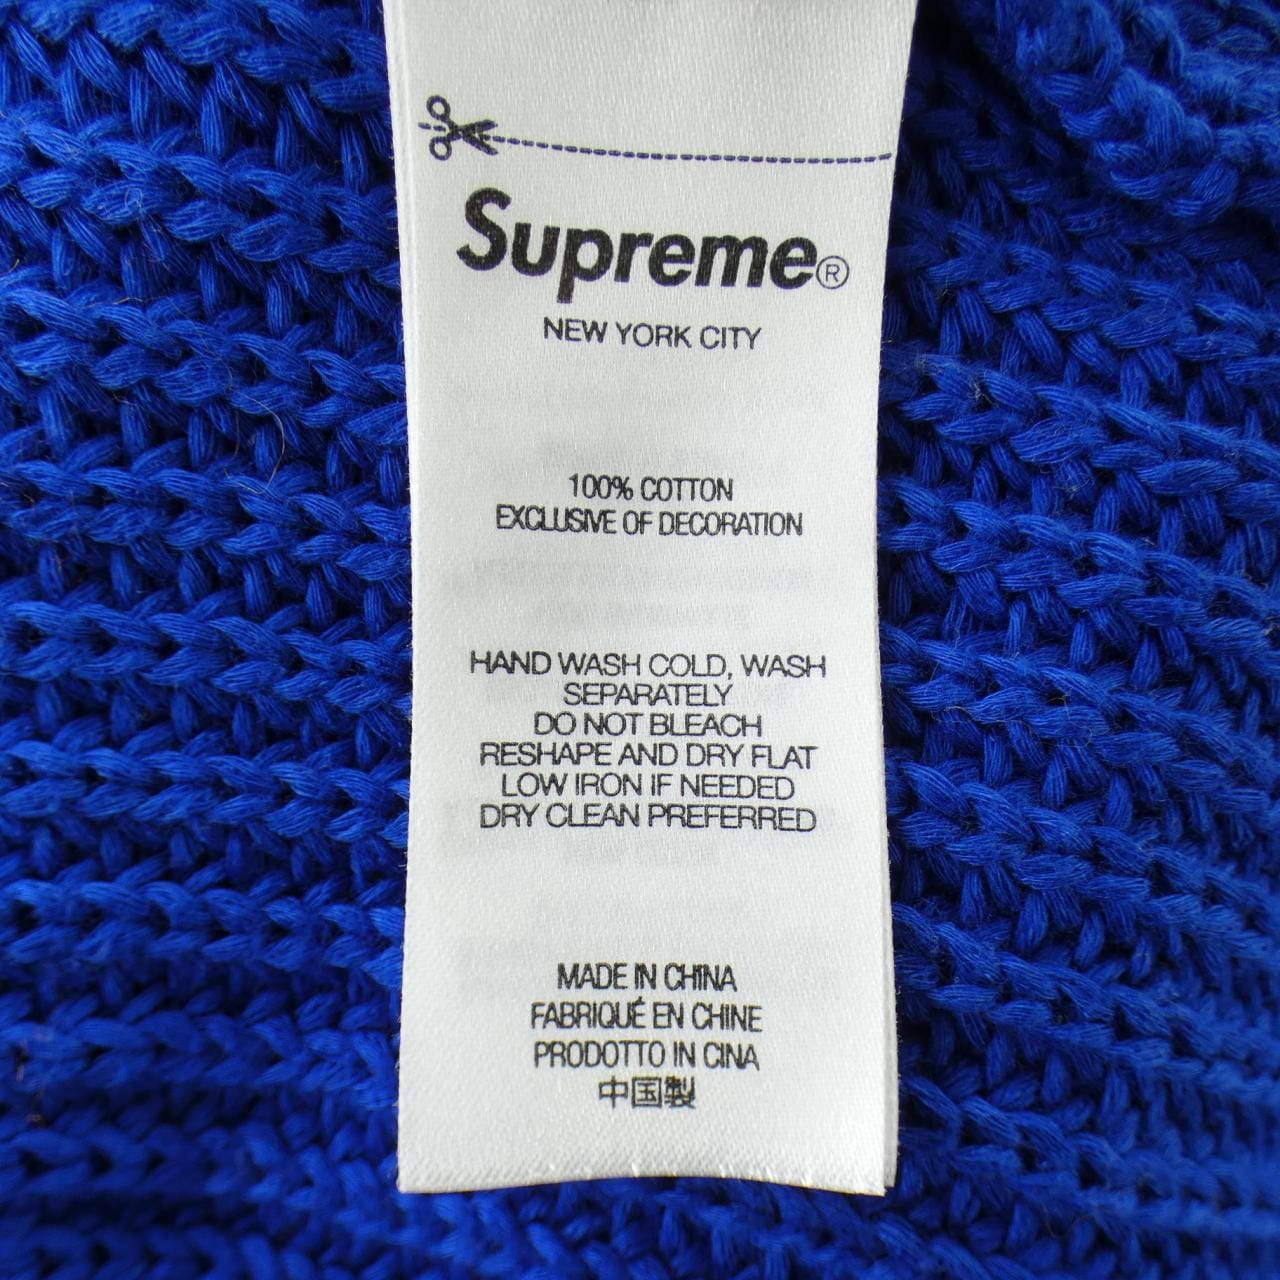 Supreme®
NEW YORK CITY
100% COTTON
EXCLUSIVE OF DECORATION
HAND WASH COLD, WASH
SEPARATELY
DO NOT BLEACH
RESHAPE AND DRY FLAT
LOW IRON IF NEEDED
DRY CLEAN PREFERRED
MADE IN CHINA
FABRIQUÉ EN CHINE
PRODOTTO IN CINA
中国製